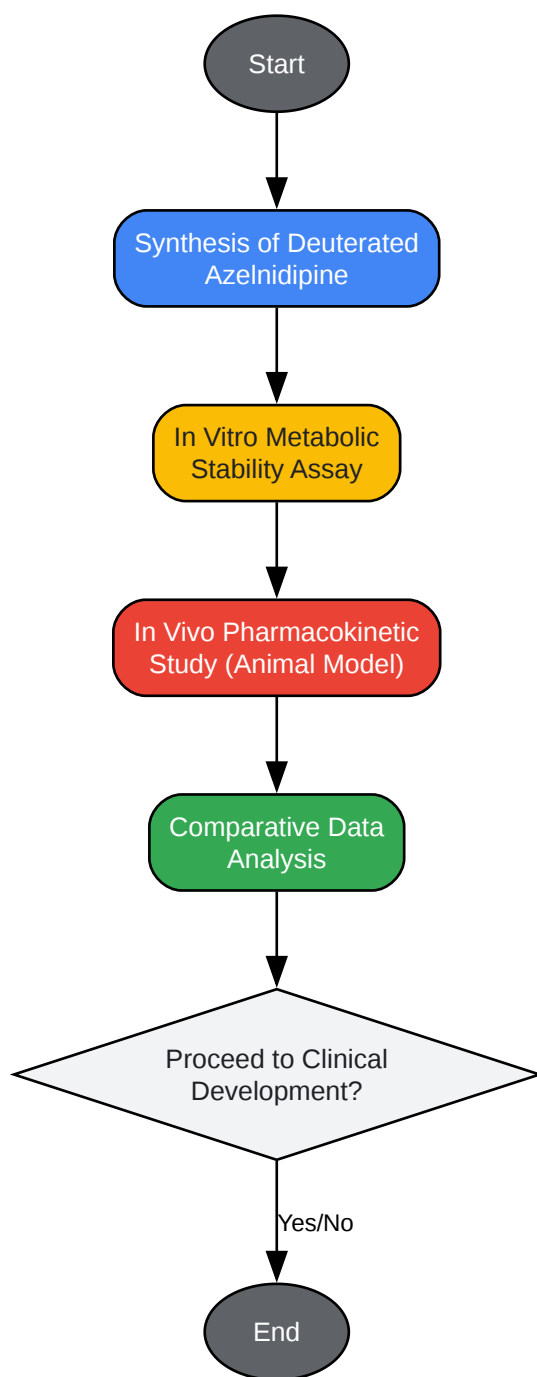 Start
Synthesis of Deuterated
Azelnidipine
In Vitro Metabolic
Stability Assay
In Vivo Pharmacokinetic
Study (Animal Model)
Comparative Data
Analysis
Proceed to Clinical
Development?
Yes/No
End